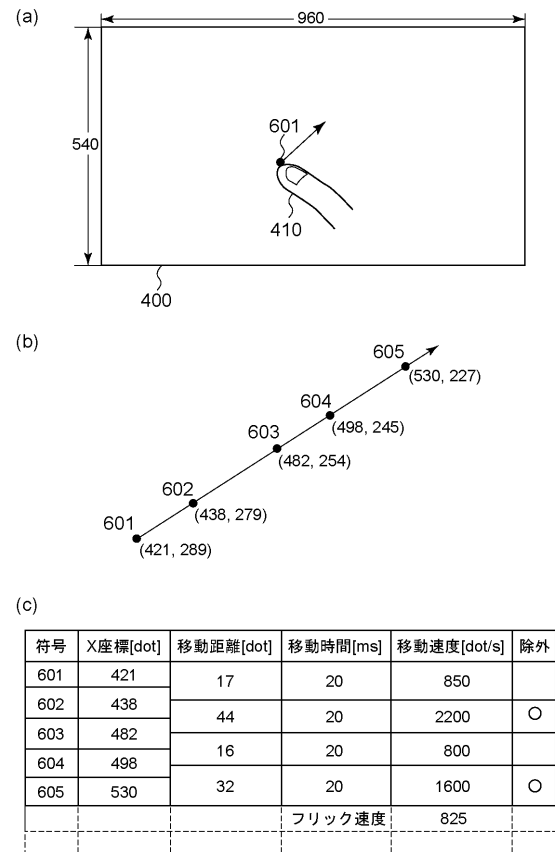 (a)
960
540
601
410
400
(b)
605
(530, 227)
604
(498, 245)
603
(482, 254)
602
(438, 279)
601
(421, 289)
(c)
符号 X座標[dot] 移動距離[dot] 移動時間[ms] 移動速度[dot/s] 除外
601 421
17 20 850
602 438
44 20 2200 ○
603 482
16 20 800
604 498
32 20 1600 ○
605 530
フリック速度 825